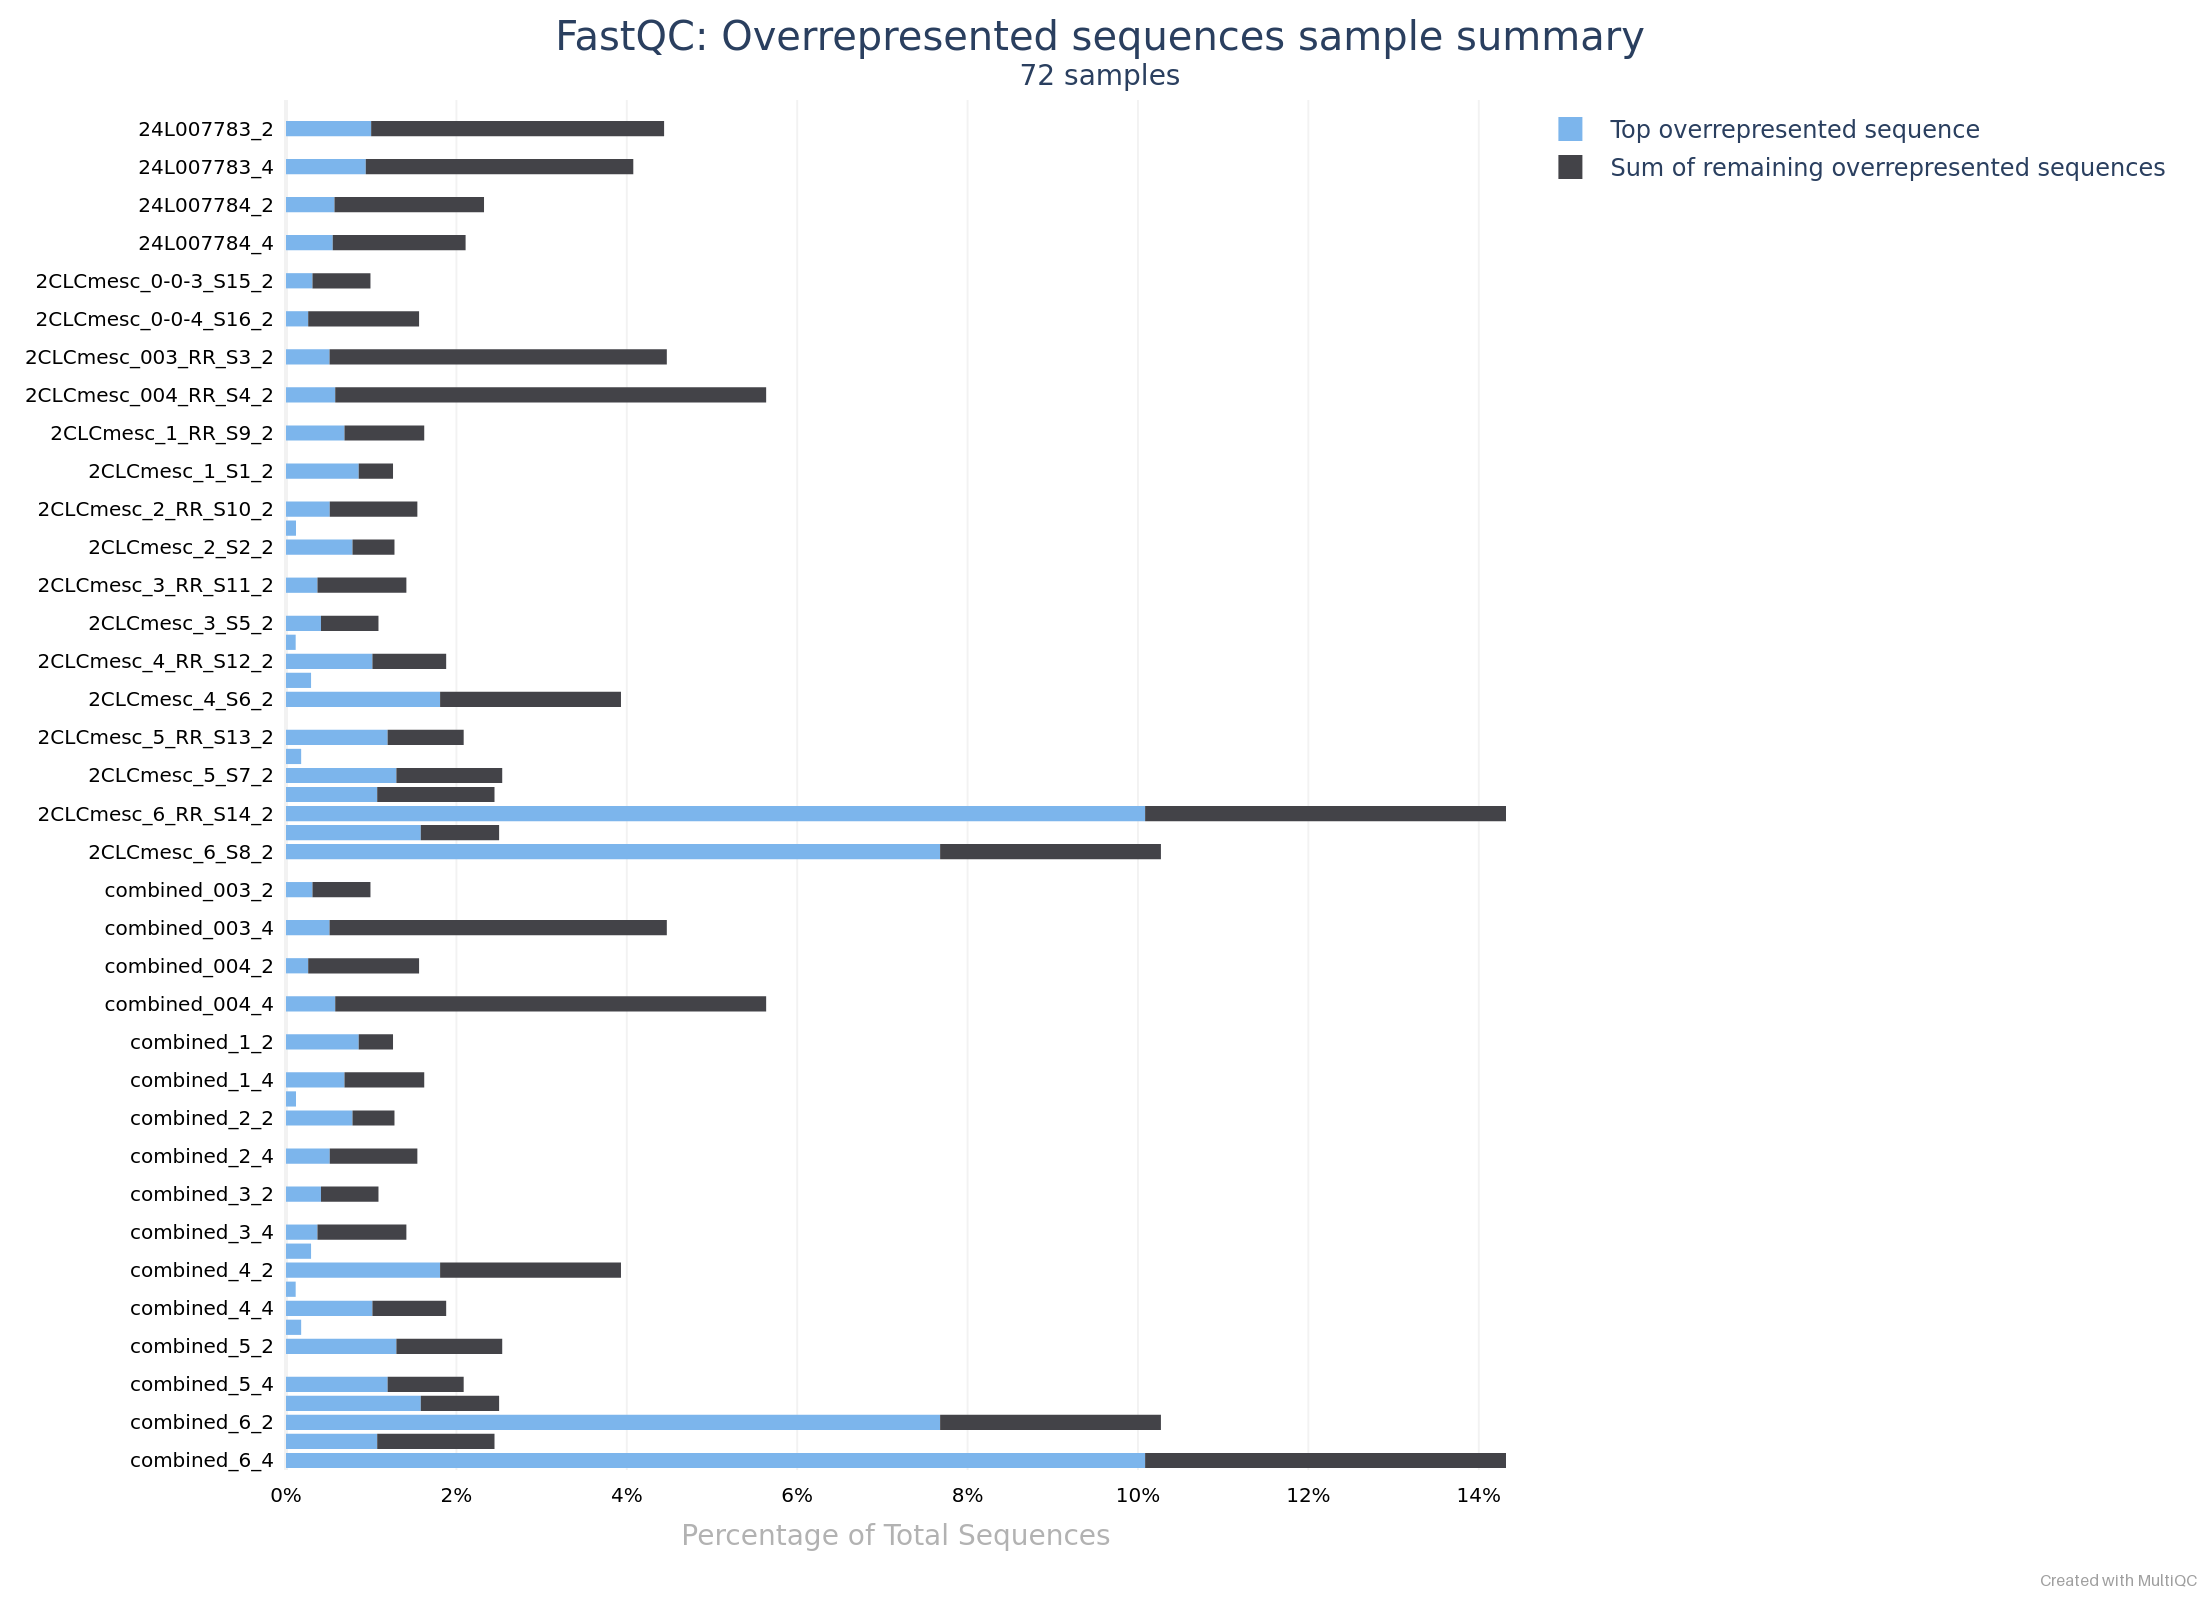 FastQC: Overrepresented sequences sample summary
72 samples
24L007783_2
24L007783_4
24L007784_2
24L007784_4
2CLCmesc_0-0-3_S15_2
2CLCmesc_0-0-4_S16_2
2CLCmesc_003_RR_S3_2
2CLCmesc_004_RR_S4_2
2CLCmesc_1_RR_S9_2
2CLCmesc_1_S1_2
2CLCmesc_2_RR_S10_2
2CLCmesc_2_S2_2
2CLCmesc_3_RR_S11_2
2CLCmesc_3_S5_2
2CLCmesc_4_RR_S12_2
2CLCmesc_4_S6_2
2CLCmesc_5_RR_S13_2
2CLCmesc_5_S7_2
2CLCmesc_6_RR_S14_2
2CLCmesc_6_S8_2
combined_003_2
combined_003_4
combined_004_2
combined_004_4
combined_1_2
combined_1_4
combined_2_2
combined_2_4
combined_3_2
combined_3_4
combined_4_2
combined_4_4
combined_5_2
combined_5_4
combined_6_2
combined_6_4
0% 2% 4% 6% 8% 10% 12% 14%
Percentage of Total Sequences
Top overrepresented sequence
Sum of remaining overrepresented sequences
Created with MultiQC